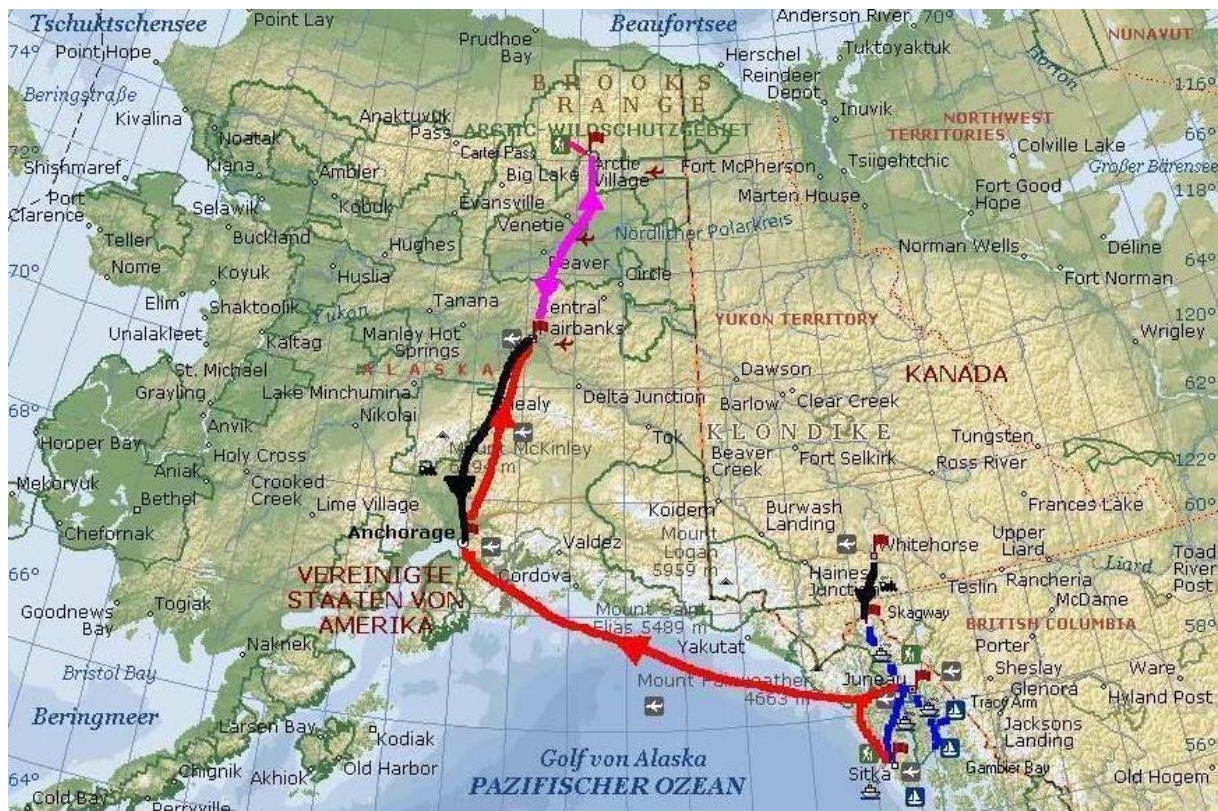 Tschuktschensee
Point Lay
Beaufortsee
Anderson River
70°
74°
Point Hope
Prudhoe
Bay
Herschel
Reindeer
Depot
Tuktoyaktuk
NUNAVUT
Horton
116°
Beringstraße
Kivalina
BROOKS
RANGE
Inuvik
72°
Noatak
Anaktuvuk
Pass
ARCTIC-WILDSCHUTZGEBIET
NORTHWEST
TERRITORIES
66°
Shishmaref
Kiana
Ambler
Carter Pass
Big Lake
Arctic
Village
Fort McPherson
Tsiigehtchic
Colville Lake
Großer Bärensee
118°
Port
Clarence
Selawik
Kobuk
Evansville
Marten House
Fort Good
Hope
Teller
Buckland
Hughes
Venetie
Nördlicher Polarkreis
Norman Wells
Déline
Nome
Koyuk
Huslia
Beaver
Circle
64°
70°
Fort Norman
Elim
Shaktoolik
Yukon
Tanana
Central
120°
Unalakleet
Kaltag
Manley Hot
Springs
Fairbanks
YUKON TERRITORY
Wrigley
St. Michael
ALASKA
Dawson
KANADA
Grayling
Lake Minchumina
Healy
Delta Junction
Barlow
Clear Creek
62°
68°
Nikolai
Anvik
Hooper Bay
Holy Cross
Mount McKinley
6194 m
Tok
KLONDIKE
Tungsten
Aniak
Crooked
Creek
Beaver
Creek
Fort Selkirk
Ross River
122°
Mekoryuk
Bethel
Lime Village
Frances Lake
60°
Chefornak
Anchorage
Koidern
Burwash
Landing
Mount
Logan
5959 m
Valdez
Whitehorse
Upper
Liard
66°
VEREINIGTE
STAATEN VON
AMERIKA
Cordova
Haines
Junction
Teslin
Rancheria
Liard
Toad
River
Post
Goodnews
Bay
Togiak
Mount Saint
Elias 5489 m
Skagway
McDame
BRITISH COLUMBIA
58°
Naknek
Yakutat
Porter
Bristol Bay
Mount Fairweather
4663 m
Juneau
Sheslay
Ware
Glenora
Hyland Post
Beringmeer
Larsen Bay
Kodiak
Tracy Arm
Jacksons
Landing
Golf von Alaska
56°
64°
Chignik
Akhiok
Old Harbor
PAZIFISCHER OZEAN
Sitka
Gambier Bay
Old Hogem
Cold Bay
Perryville